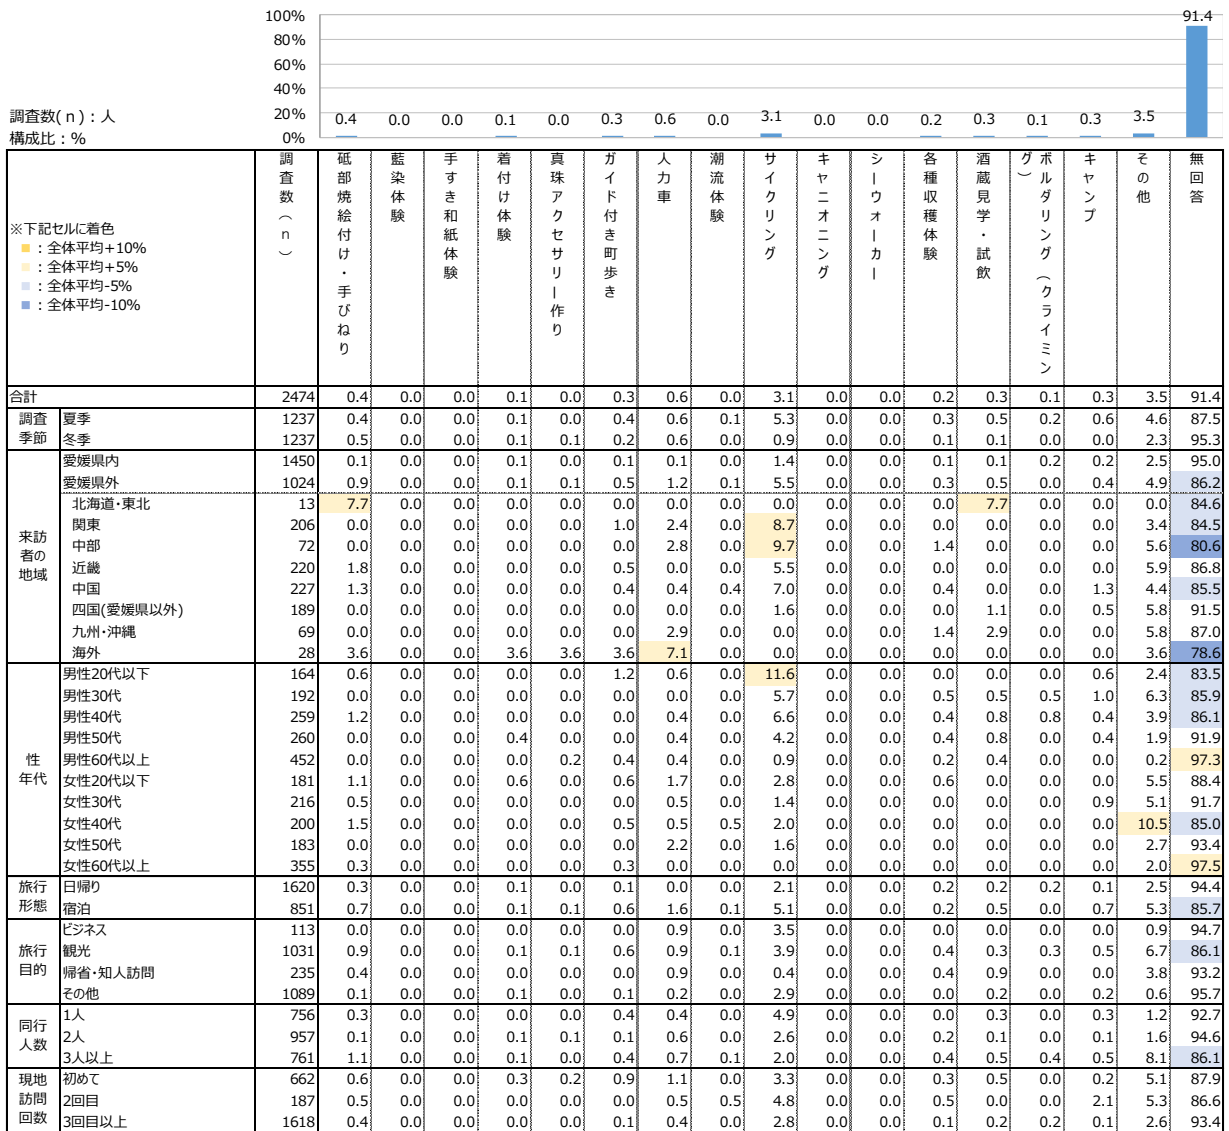 100%
80%
60%
40%
20%
0%
0.4 0.0 0.0 0.1 0.0 0.3 0.6 0.0 3.1 0.0 0.0 0.2 0.3 0.1 0.3 3.5 91.4
調査数(ｎ)：人
構成比：%
※下記セルに着色
■：全体平均+10%
■：全体平均+5%
■：全体平均-5%
■：全体平均-10%
調査数（ｎ）
砥部焼絵付け・手びねり
藍染体験
手すき和紙体験
着付け体験
真珠アクセサリー作り
ガイド付き町歩き
人力車
潮流体験
サイクリング
キャニオニング
シーウォーカー
各種収穫体験
酒蔵見学・試飲
ボルダリング（クライミング）
キャンプ
その他
無回答
合計 2474 0.4 0.0 0.0 0.1 0.0 0.3 0.6 0.0 3.1 0.0 0.0 0.2 0.3 0.1 0.3 3.5 91.4
調査季節
夏季 1237 0.4 0.0 0.0 0.1 0.0 0.4 0.6 0.1 5.3 0.0 0.0 0.3 0.5 0.2 0.6 4.6 87.5
冬季 1237 0.5 0.0 0.0 0.1 0.1 0.2 0.6 0.0 0.9 0.0 0.0 0.1 0.1 0.0 0.0 2.3 95.3
来訪者の地域
愛媛県内 1450 0.1 0.0 0.0 0.1 0.0 0.1 0.1 0.0 1.4 0.0 0.0 0.1 0.1 0.2 0.2 2.5 95.0
愛媛県外 1024 0.9 0.0 0.0 0.1 0.1 0.5 1.2 0.1 5.5 0.0 0.0 0.3 0.5 0.0 0.4 4.9 86.2
北海道・東北 13 7.7 0.0 0.0 0.0 0.0 0.0 0.0 0.0 0.0 0.0 0.0 0.0 7.7 0.0 0.0 0.0 84.6
関東 206 0.0 0.0 0.0 0.0 0.0 1.0 2.4 0.0 8.7 0.0 0.0 0.0 0.0 0.0 0.0 3.4 84.5
中部 72 0.0 0.0 0.0 0.0 0.0 0.0 2.8 0.0 9.7 0.0 0.0 1.4 0.0 0.0 0.0 5.6 80.6
近畿 220 1.8 0.0 0.0 0.0 0.0 0.5 0.0 0.0 5.5 0.0 0.0 0.0 0.0 0.0 0.0 5.9 86.8
中国 227 1.3 0.0 0.0 0.0 0.0 0.4 0.4 0.4 7.0 0.0 0.0 0.4 0.0 0.0 1.3 4.4 85.5
四国(愛媛県以外) 189 0.0 0.0 0.0 0.0 0.0 0.0 0.0 0.0 1.6 0.0 0.0 0.0 1.1 0.0 0.5 5.8 91.5
九州・沖縄 69 0.0 0.0 0.0 0.0 0.0 0.0 2.9 0.0 0.0 0.0 0.0 1.4 2.9 0.0 0.0 5.8 87.0
海外 28 3.6 0.0 0.0 3.6 3.6 3.6 7.1 0.0 0.0 0.0 0.0 0.0 0.0 0.0 0.0 3.6 78.6
性年代
男性20代以下 164 0.6 0.0 0.0 0.0 0.0 1.2 0.6 0.0 11.6 0.0 0.0 0.0 0.0 0.0 0.6 2.4 83.5
男性30代 192 0.0 0.0 0.0 0.0 0.0 0.0 0.0 0.0 5.7 0.0 0.0 0.5 0.5 0.5 1.0 6.3 85.9
男性40代 259 1.2 0.0 0.0 0.0 0.0 0.0 0.4 0.0 6.6 0.0 0.0 0.4 0.8 0.8 0.4 3.9 86.1
男性50代 260 0.0 0.0 0.0 0.4 0.0 0.0 0.4 0.0 4.2 0.0 0.0 0.4 0.8 0.0 0.4 1.9 91.9
男性60代以上 452 0.0 0.0 0.0 0.0 0.2 0.4 0.4 0.0 0.9 0.0 0.0 0.2 0.4 0.0 0.0 0.2 97.3
女性20代以下 181 1.1 0.0 0.0 0.6 0.0 0.6 1.7 0.0 2.8 0.0 0.0 0.6 0.0 0.0 0.0 5.5 88.4
女性30代 216 0.5 0.0 0.0 0.0 0.0 0.0 0.5 0.0 1.4 0.0 0.0 0.0 0.0 0.0 0.9 5.1 91.7
女性40代 200 1.5 0.0 0.0 0.0 0.0 0.5 0.5 0.5 2.0 0.0 0.0 0.0 0.0 0.0 0.0 10.5 85.0
女性50代 183 0.0 0.0 0.0 0.0 0.0 0.0 2.2 0.0 1.6 0.0 0.0 0.0 0.0 0.0 0.0 2.7 93.4
女性60代以上 355 0.3 0.0 0.0 0.0 0.0 0.3 0.0 0.0 0.0 0.0 0.0 0.0 0.0 0.0 0.0 2.0 97.5
旅行形態
日帰り 1620 0.3 0.0 0.0 0.1 0.0 0.1 0.0 0.0 2.1 0.0 0.0 0.2 0.2 0.2 0.1 2.5 94.4
宿泊 851 0.7 0.0 0.0 0.1 0.1 0.6 1.6 0.1 5.1 0.0 0.0 0.2 0.5 0.0 0.7 5.3 85.7
旅行目的
ビジネス 113 0.0 0.0 0.0 0.0 0.0 0.0 0.9 0.0 3.5 0.0 0.0 0.0 0.0 0.0 0.0 0.9 94.7
観光 1031 0.9 0.0 0.0 0.1 0.1 0.6 0.9 0.1 3.9 0.0 0.0 0.4 0.3 0.3 0.5 6.7 86.1
帰省・知人訪問 235 0.4 0.0 0.0 0.0 0.0 0.0 0.9 0.0 0.4 0.0 0.0 0.4 0.9 0.0 0.0 3.8 93.2
その他 1089 0.1 0.0 0.0 0.1 0.0 0.1 0.2 0.0 2.9 0.0 0.0 0.0 0.2 0.0 0.2 0.6 95.7
同行人数
1人 756 0.3 0.0 0.0 0.0 0.0 0.4 0.4 0.0 4.9 0.0 0.0 0.0 0.3 0.0 0.3 1.2 92.7
2人 957 0.1 0.0 0.0 0.1 0.1 0.1 0.6 0.0 2.6 0.0 0.0 0.2 0.1 0.0 0.1 1.6 94.6
3人以上 761 1.1 0.0 0.0 0.1 0.0 0.4 0.7 0.1 2.0 0.0 0.0 0.4 0.5 0.4 0.5 8.1 86.1
現地訪問回数
初めて 662 0.6 0.0 0.0 0.3 0.2 0.9 1.1 0.0 3.3 0.0 0.0 0.3 0.5 0.0 0.2 5.1 87.9
2回目 187 0.5 0.0 0.0 0.0 0.0 0.0 0.5 0.5 4.8 0.0 0.0 0.5 0.0 0.0 2.1 5.3 86.6
3回目以上 1618 0.4 0.0 0.0 0.0 0.0 0.1 0.4 0.0 2.8 0.0 0.0 0.1 0.2 0.2 0.1 2.6 93.4